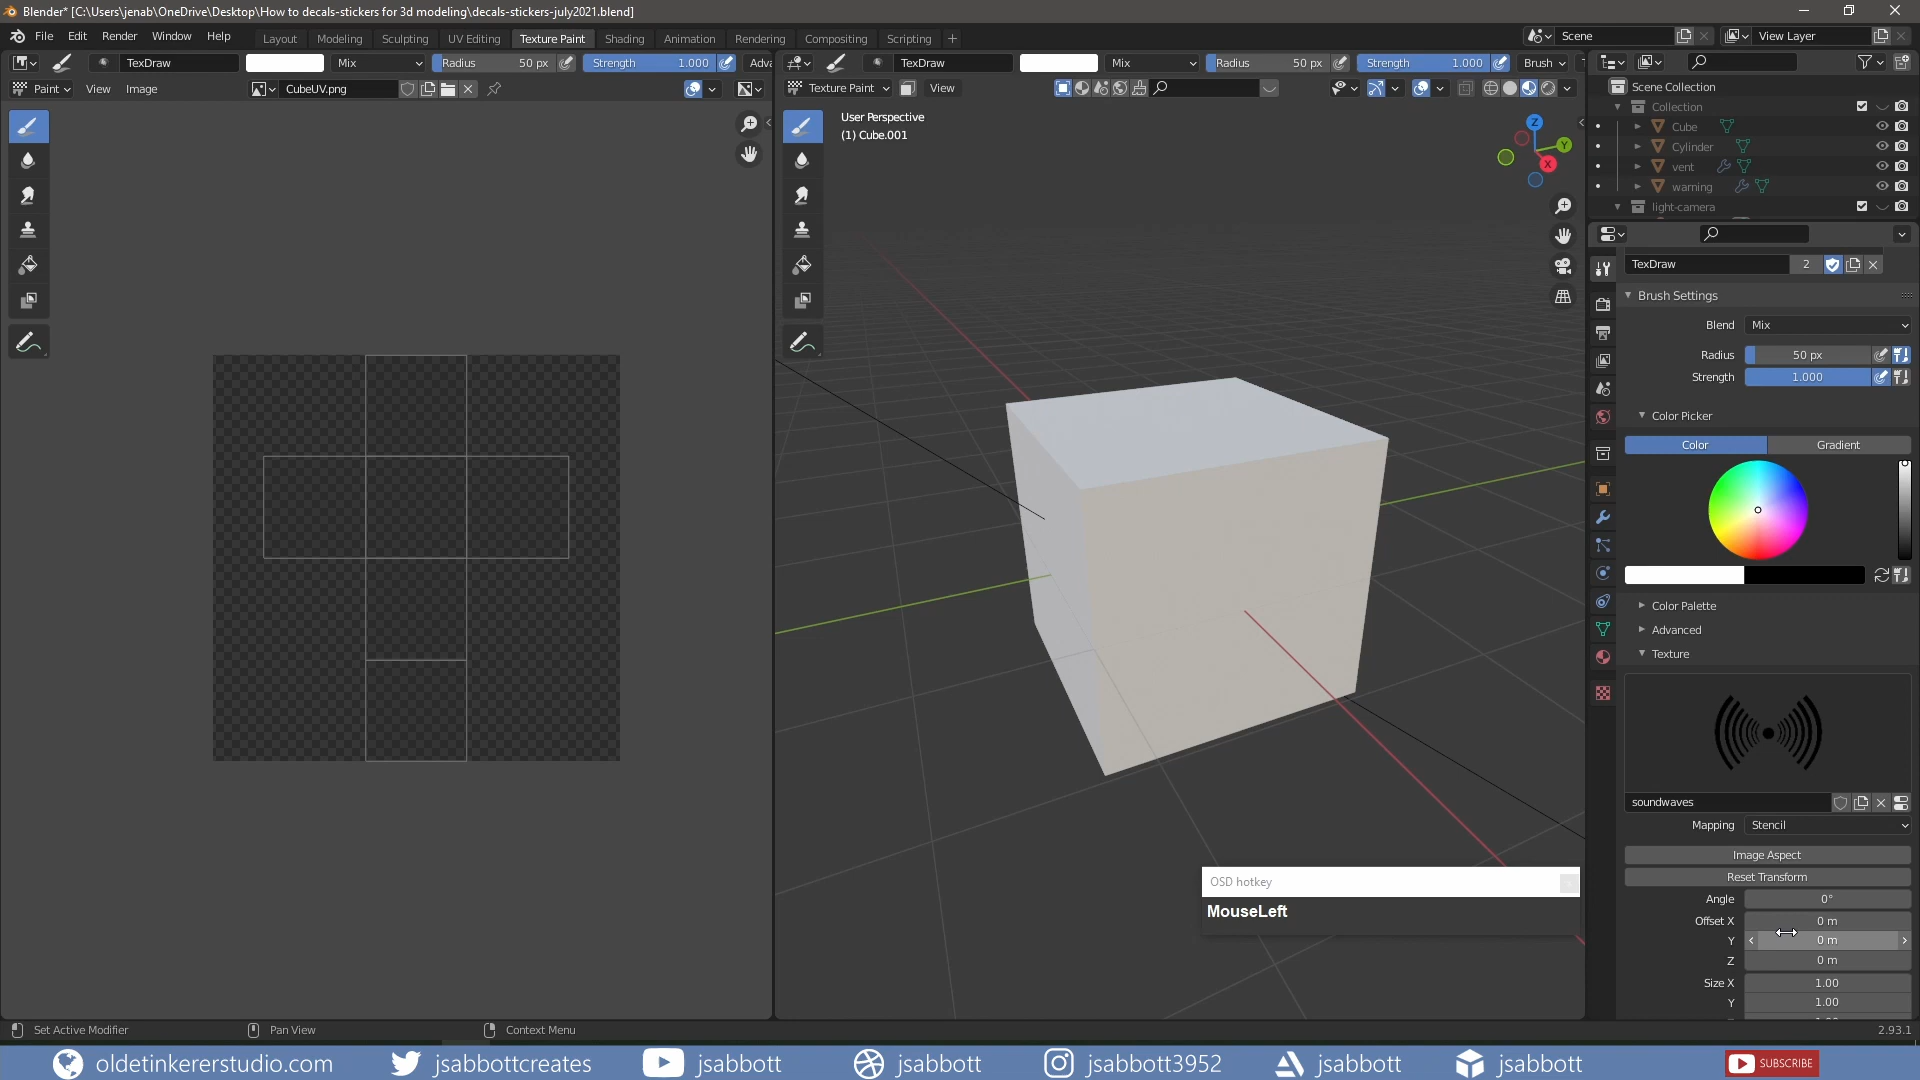 Blender* [C:\Users\jenab\OneDrive\Desktop\How to decals-stickers for 3d modeling\decals-stickers-july2021.blend]
File Edit Render Window Help Layout Modeling Sculpting UV Editing Texture Paint Shading Animation Rendering Compositing Scripting + Scene View Layer
TexDraw Mix Radius 50 px Strength 1.000 Adv TexDraw Mix Radius 50 px Strength 1.000 Brush
Paint View Image CubeUV.png Texture Paint View
User Perspective
(1) Cube.001
Z
Y
X
Scene Collection
Collection
Cube
Cylinder
vent
warning
light-camera
TexDraw 2
Brush Settings
Blend Mix
Radius 50 px
Strength 1.000
Color Picker
Color Gradient
Color Palette
Advanced
Texture
soundwaves
Mapping Stencil
Image Aspect
Reset Transform
Angle 0°
Offset X 0 m
Y 0 m
Z 0 m
Size X 1.00
Y 1.00
OSD hotkey
MouseLeft
Set Active Modifier Pan View Context Menu 2.93.1
oldetinkererstudio.com jsabbottcreates jsabbott jsabbott jsabbott3952 jsabbott jsabbott SUBSCRIBE